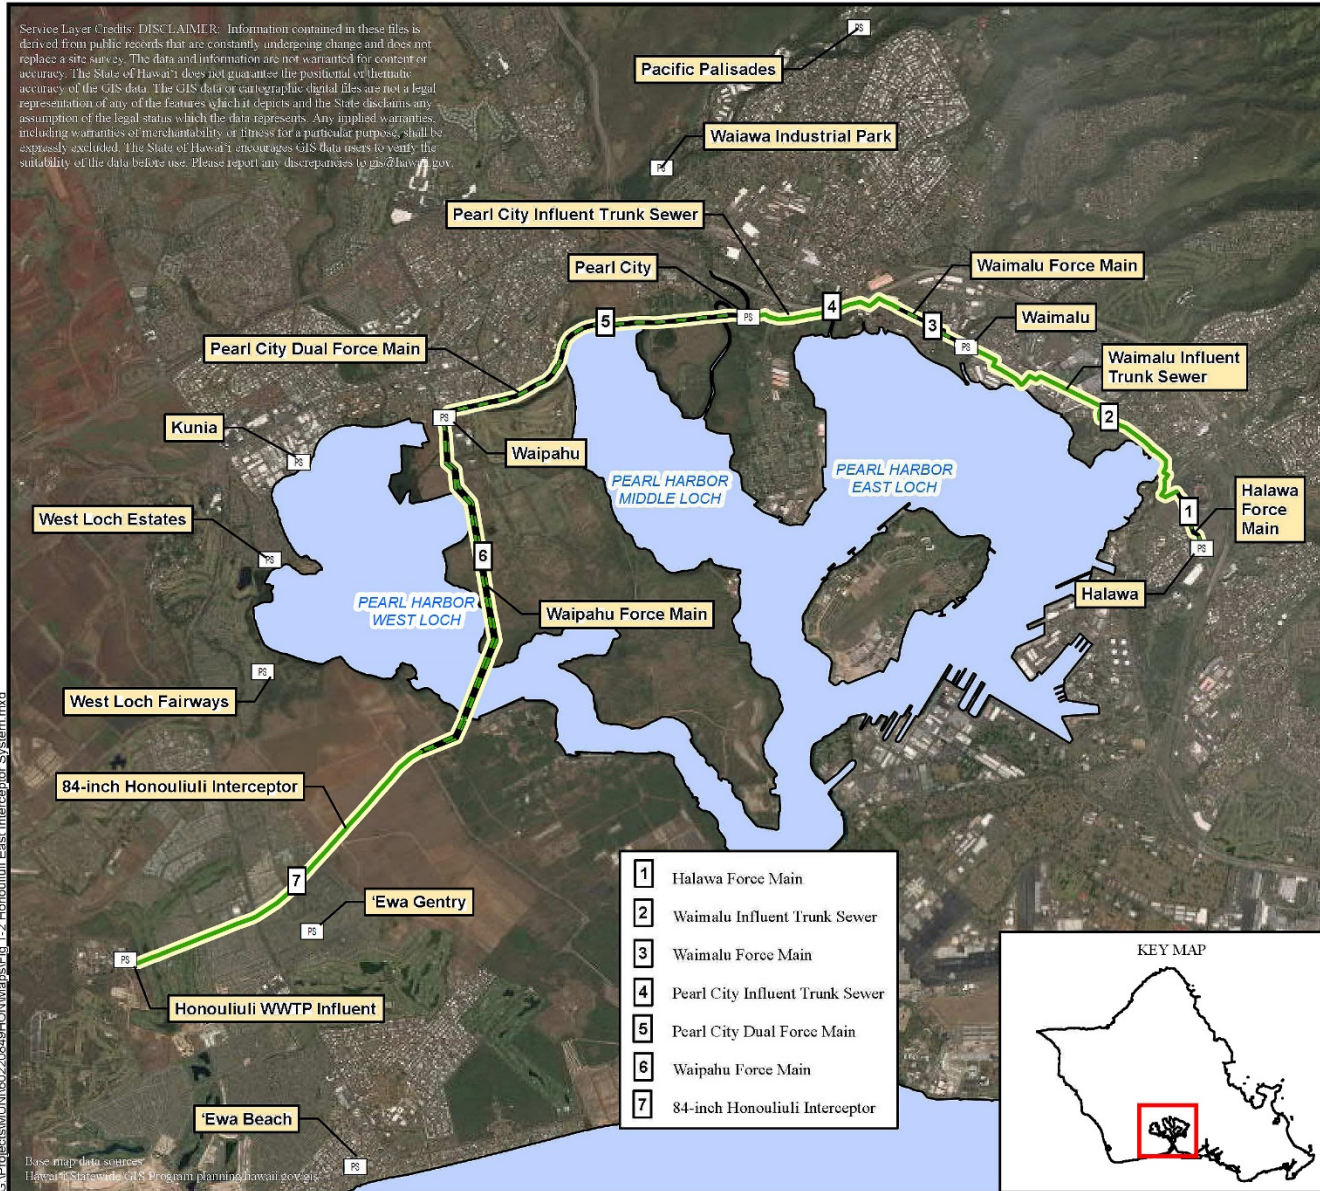 Service Layer Credits: DISCLAIMER: Information contained in these files is
derived from public records that are constantly undergoing change and does not
replace a site survey. The data and information are not warranted for content or
accuracy. The State of Hawai'i does not guarantee the positional or thematic
accuracy of the GIS data. The GIS data or cartographic digital files are not a legal
representation of any of the features which it depicts and the State disclaims any
assumption of the legal status which the data represents. Any implied warranties,
including warranties of merchantability or fitness for a particular purpose, shall be
expressly excluded. The State of Hawai'i encourages GIS data users to verify the
suitability of the data before use. Please report any discrepancies to gis@hawaii.gov.
PS
Pacific Palisades
Waiawa Industrial Park
PS
Pearl City Influent Trunk Sewer
Pearl City
Waimalu Force Main
4
5
PS
3
Waimalu
Pearl City Dual Force Main
PS
Waimalu Influent
Trunk Sewer
PS
2
Kunia
PS
Waipahu
PEARL HARBOR
MIDDLE LOCH
PEARL HARBOR
EAST LOCH
Halawa
Force
Main
1
West Loch Estates
PS
6
PS
Halawa
PEARL HARBOR
WEST LOCH
Waipahu Force Main
PS
West Loch Fairways
84-inch Honouliuli Interceptor
7
'Ewa Gentry
PS
PS
Honouliuli WWTP Influent
'Ewa Beach
PS
1 Halawa Force Main
2 Waimalu Influent Trunk Sewer
3 Waimalu Force Main
4 Pearl City Influent Trunk Sewer
5 Pearl City Dual Force Main
6 Waipahu Force Main
7 84-inch Honouliuli Interceptor
KEY MAP
Base map data sources:
Hawai'i Statewide GIS Program planning.hawaii.gov/gis